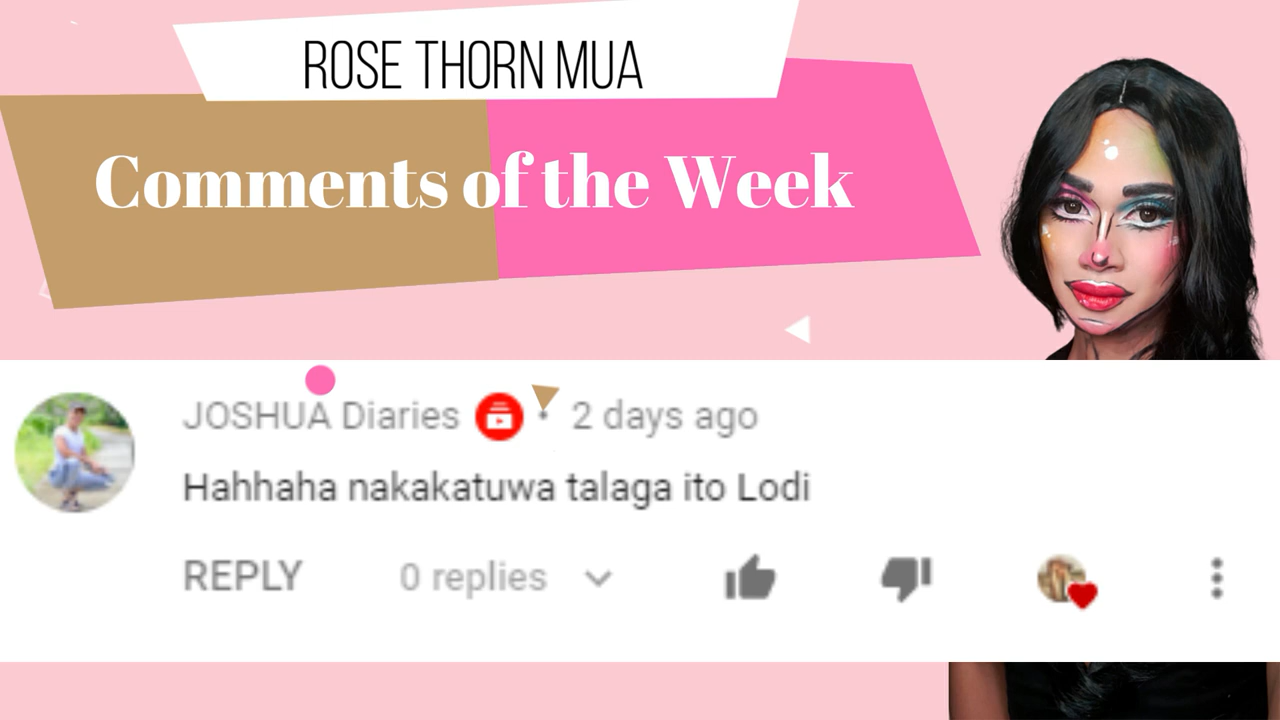 ROSE THORN MUA
Comments of the Week
JOSHUA Diaries • 2 days ago
Hahhaha nakakatuwa talaga ito Lodi
REPLY 0 replies